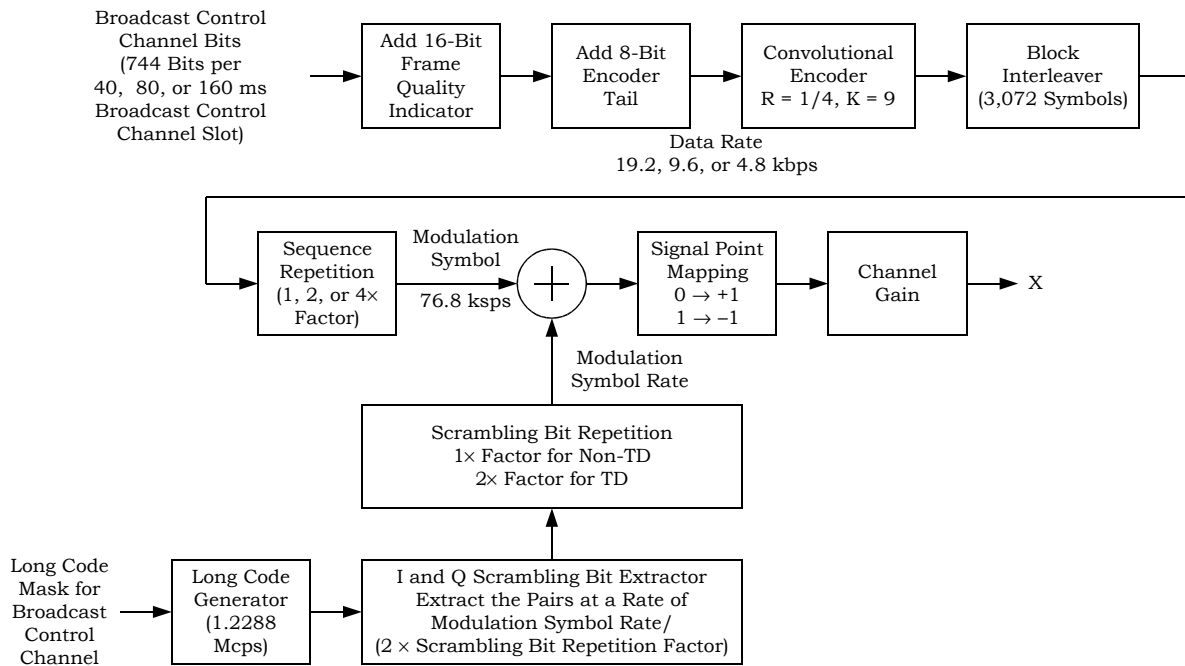 Broadcast Control
Channel Bits
(744 Bits per
40, 80, or 160 ms
Broadcast Control
Channel Slot)
Add 16-Bit
Frame
Quality
Indicator
Add 8-Bit
Encoder
Tail
Convolutional
Encoder
R = 1/4, K = 9
Block
Interleaver
(3,072 Symbols)
Data Rate
19.2, 9.6, or 4.8 kbps
Sequence
Repetition
(1, 2, or 4×
Factor)
Modulation
Symbol
76.8 ksps
Signal Point
Mapping
0 → +1
1 → –1
Channel
Gain
X
Modulation
Symbol Rate
Scrambling Bit Repetition
1× Factor for Non-TD
2× Factor for TD
Long Code
Mask for
Broadcast
Control
Channel
Long Code
Generator
(1.2288
Mcps)
I and Q Scrambling Bit Extractor
Extract the Pairs at a Rate of
Modulation Symbol Rate/
(2 × Scrambling Bit Repetition Factor)